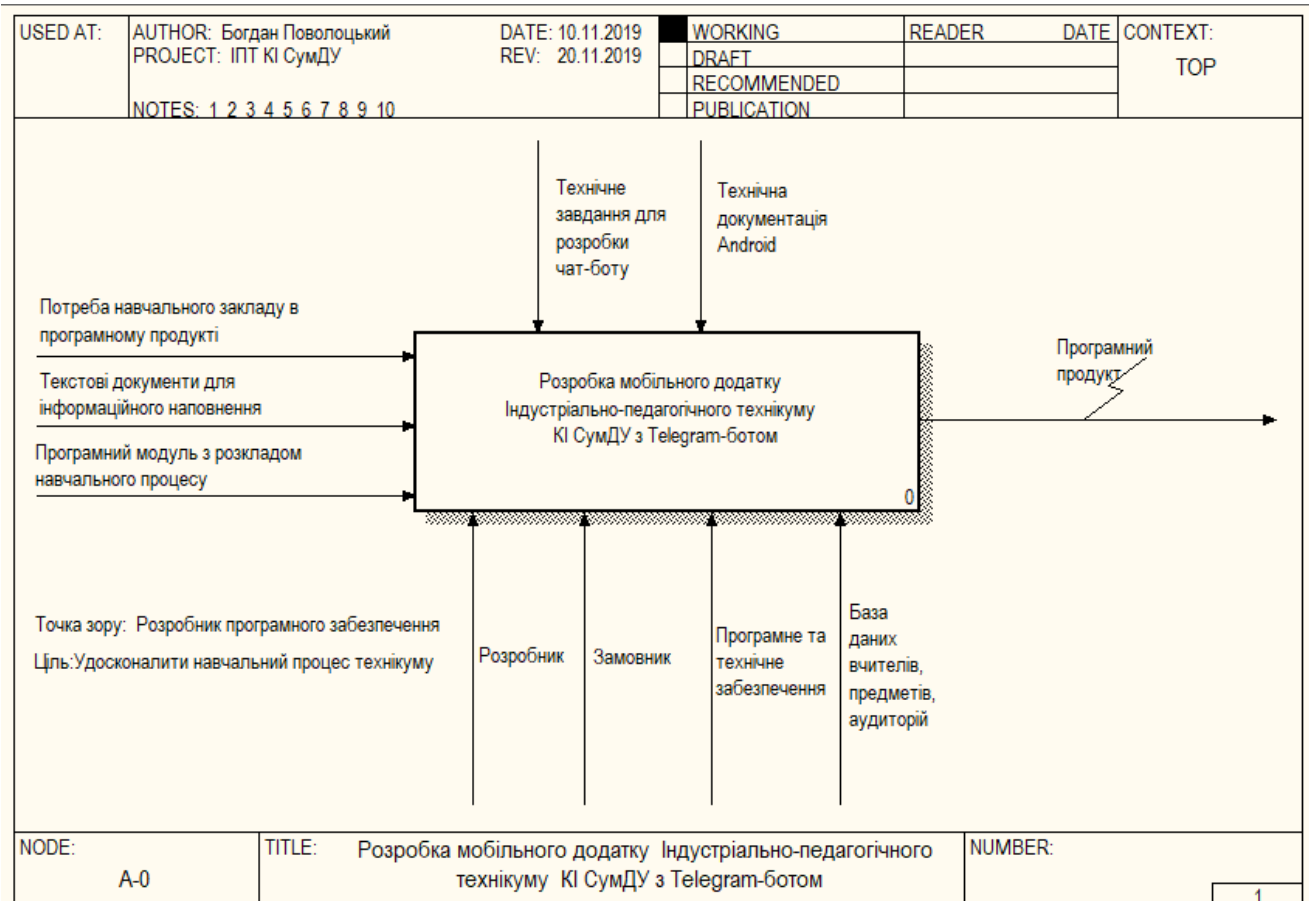 USED AT:
AUTHOR: Богдан Поволоцький
DATE: 10.11.2019
PROJECT: ІПТ КІ СумДУ
REV: 20.11.2019
NOTES: 1 2 3 4 5 6 7 8 9 10
WORKING
DRAFT
RECOMMENDED
PUBLICATION
READER DATE
CONTEXT:
TOP
Технічне
завдання для
розробки
чат-боту
Технічна
документація
Android
Потреба навчального закладу в
програмному продукті
Текстові документи для
інформаційного наповнення
Програмний модуль з розкладом
навчального процесу
Розробка мобільного додатку
Індустріально-педагогічного технікуму
КІ СумДУ з Telegram-ботом
0
Програмний
продукт
Точка зору: Розробник програмного забезпечення
Ціль:Удосконалити навчальний процес технікуму
Розробник
Замовник
Програмне та
технічне
забезпечення
База
даних
вчителів,
предметів,
аудиторій
NODE:
A-0
TITLE:
Розробка мобільного додатку Індустріально-педагогічного
технікуму КІ СумДУ з Telegram-ботом
NUMBER:
1